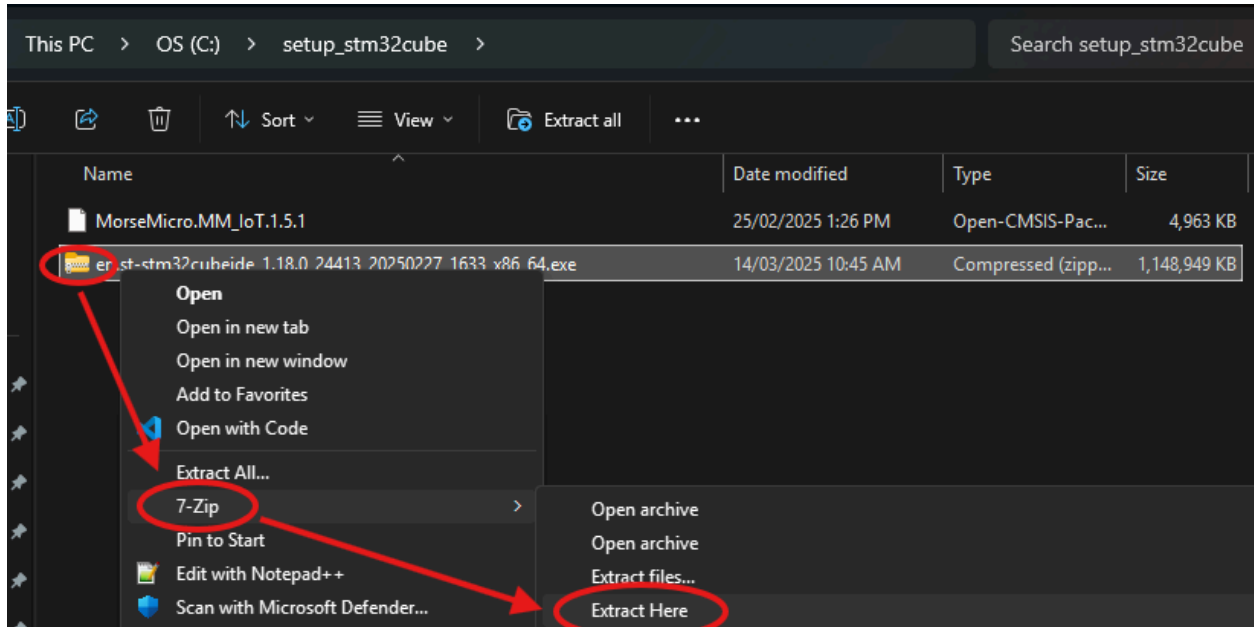 This PC > OS (C:) > setup_stm32cube >
Search setup_stm32cube
Sort
View
Extract all
Name
Date modified
Type
Size
MorseMicro.MM_IoT.1.5.1
25/02/2025 1:26 PM
Open-CMSIS-Pac...
4,963 KB
en.st-stm32cubeide_1.18.0_24413_20250227_1633_x86_64.exe
14/03/2025 10:45 AM
Compressed (zipp...
1,148,949 KB
Open
Open in new tab
Open in new window
Add to Favorites
Open with Code
Extract All...
7-Zip
Pin to Start
Edit with Notepad++
Scan with Microsoft Defender...
Open archive
Open archive
Extract files...
Extract Here